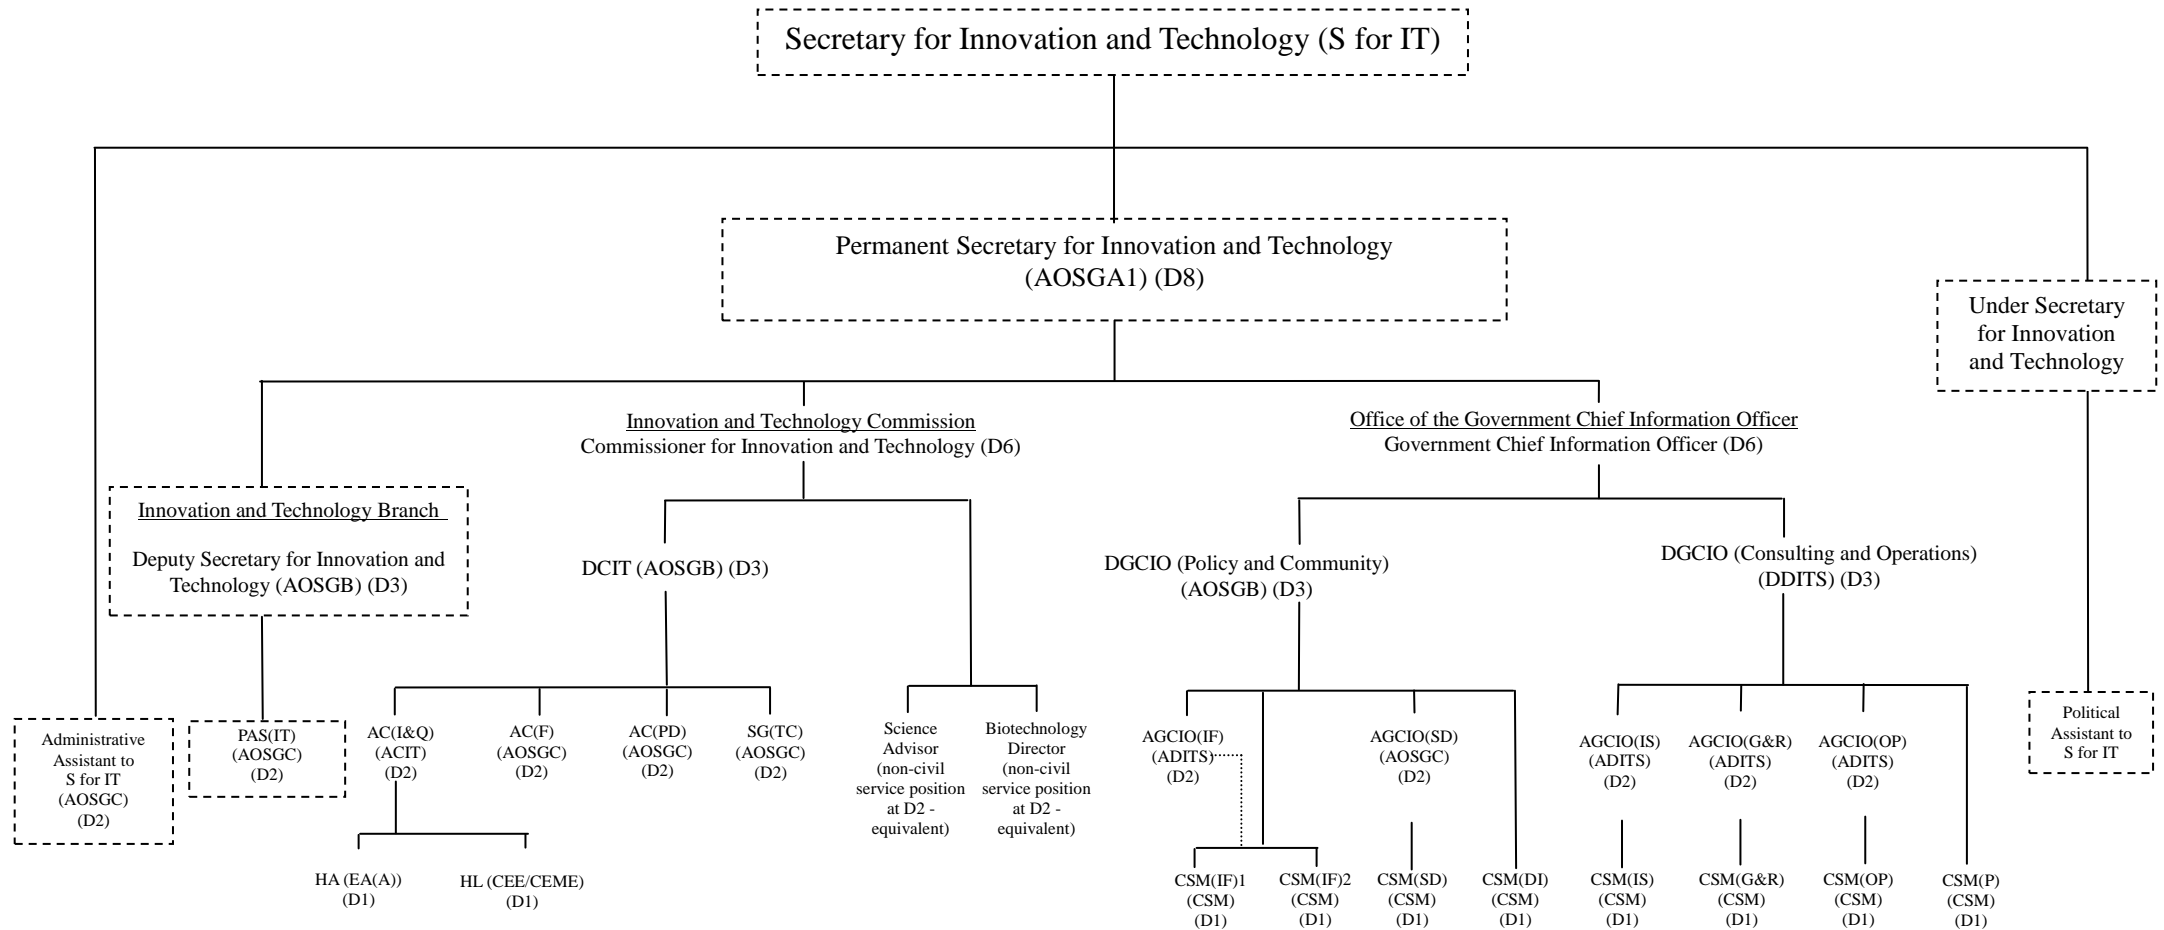 Secretary for Innovation and Technology (S for IT)
Permanent Secretary for Innovation and Technology
(AOSGA1) (D8)
Under Secretary
for Innovation
and Technology
Innovation and Technology Commission
Commissioner for Innovation and Technology (D6)
Office of the Government Chief Information Officer
Government Chief Information Officer (D6)
Innovation and Technology Branch
Deputy Secretary for Innovation and
Technology (AOSGB) (D3)
DCIT (AOSGB) (D3)
DGCIO (Policy and Community)
(AOSGB) (D3)
DGCIO (Consulting and Operations)
(DDITS) (D3)
Administrative
Assistant to
S for IT
(AOSGC)
(D2)
PAS(IT)
(AOSGC)
(D2)
AC(I&Q)
(ACIT)
(D2)
AC(F)
(AOSGC)
(D2)
AC(PD)
(AOSGC)
(D2)
SG(TC)
(AOSGC)
(D2)
Science
Advisor
(non-civil
service position
at D2 -
equivalent)
Biotechnology
Director
(non-civil
service position
at D2 -
equivalent)
AGCIO(IF)
(ADITS)
(D2)
AGCIO(SD)
(AOSGC)
(D2)
AGCIO(IS)
(ADITS)
(D2)
AGCIO(G&R)
(ADITS)
(D2)
AGCIO(OP)
(ADITS)
(D2)
Political
Assistant to
S for IT
HA (EA(A))
(D1)
HL (CEE/CEME)
(D1)
CSM(IF)1
(CSM)
(D1)
CSM(IF)2
(CSM)
(D1)
CSM(SD)
(CSM)
(D1)
CSM(DI)
(CSM)
(D1)
CSM(IS)
(CSM)
(D1)
CSM(G&R)
(CSM)
(D1)
CSM(OP)
(CSM)
(D1)
CSM(P)
(CSM)
(D1)